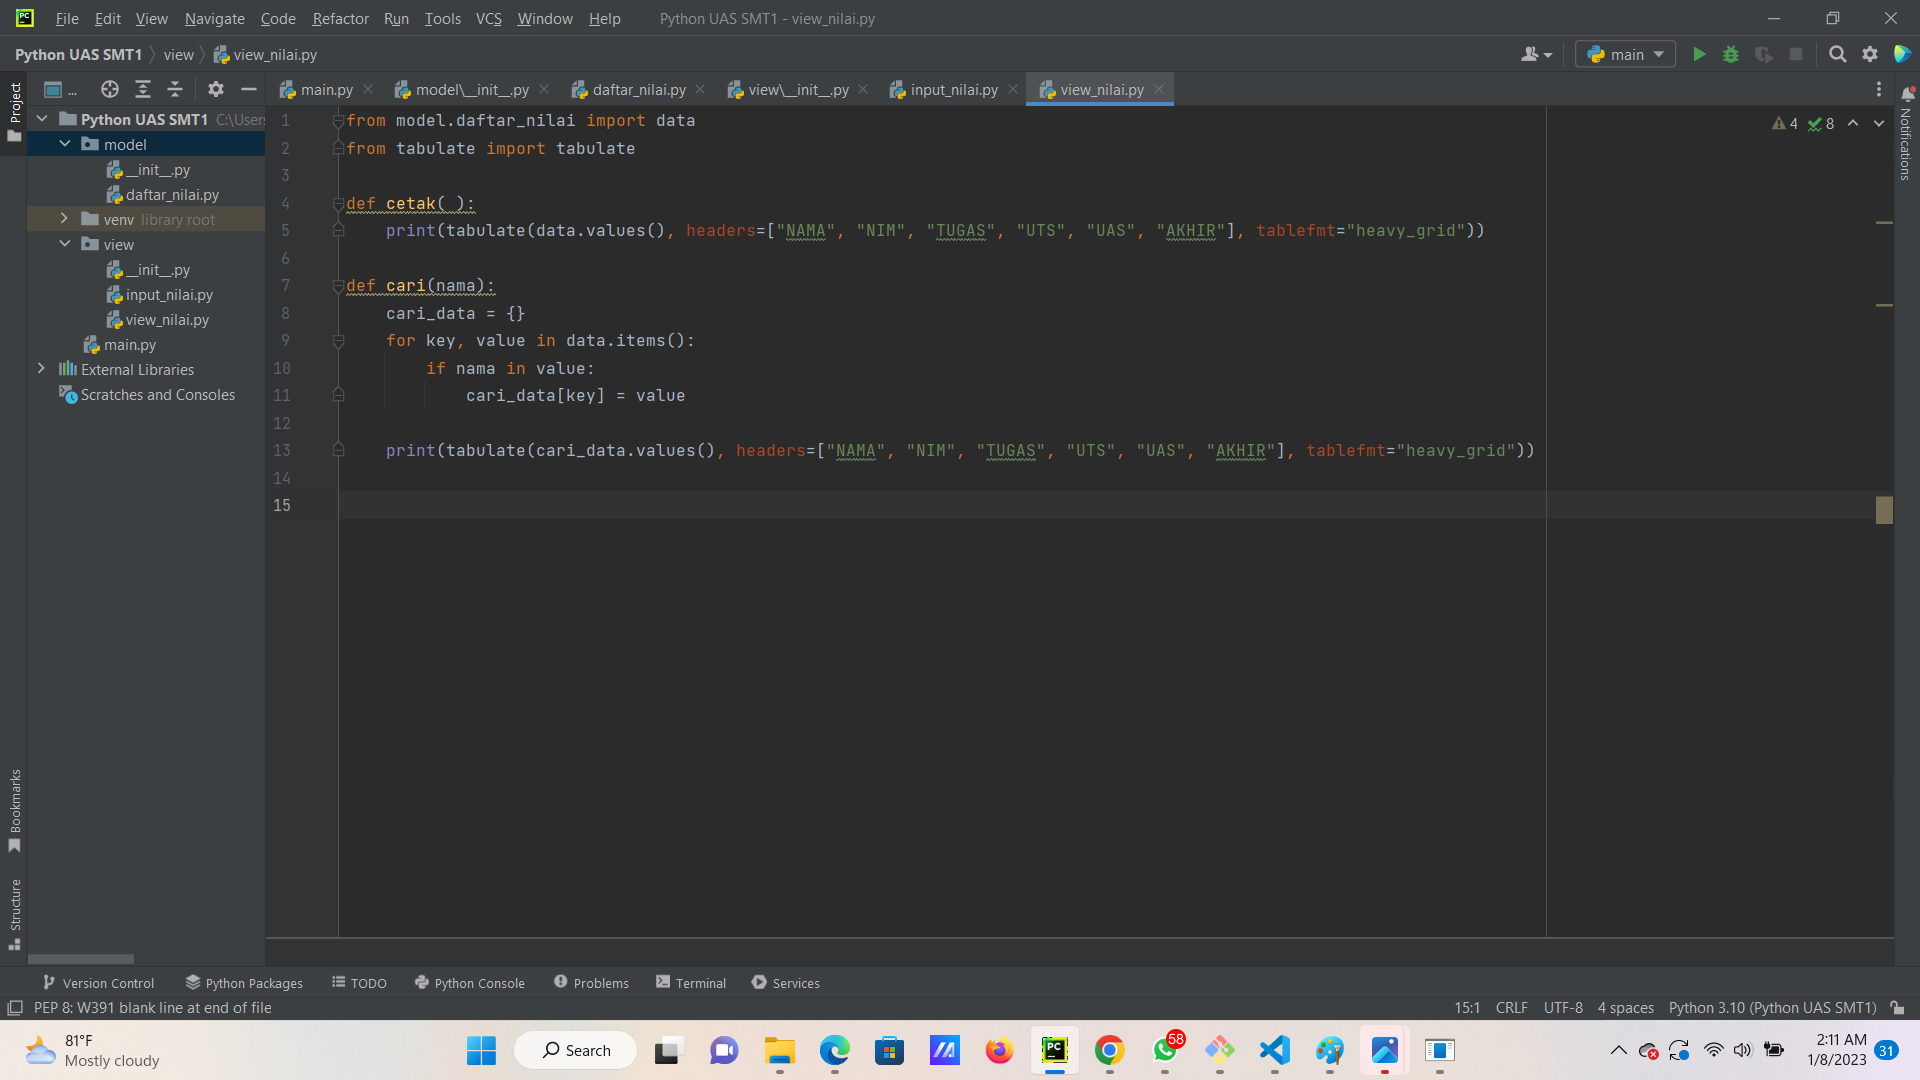 File Edit View Navigate Code Refactor Run Tools VCS Window Help Python UAS SMT1 - view_nilai.py
Python UAS SMT1 view view_nilai.py main
... main.py model\__init__.py daftar_nilai.py view\__init__.py input_nilai.py view_nilai.py
Project
Python UAS SMT1 C:\Users
model
__init__.py
daftar_nilai.py
venv library root
view
__init__.py
input_nilai.py
view_nilai.py
main.py
External Libraries
Scratches and Consoles
4 8
Notifications
1 from model.daftar_nilai import data
2 from tabulate import tabulate
3
4 def cetak( ):
5 print(tabulate(data.values(), headers=["NAMA", "NIM", "TUGAS", "UTS", "UAS", "AKHIR"], tablefmt="heavy_grid"))
6
7 def cari(nama):
8 cari_data = {}
9 for key, value in data.items():
10 if nama in value:
11 cari_data[key] = value
12
13 print(tabulate(cari_data.values(), headers=["NAMA", "NIM", "TUGAS", "UTS", "UAS", "AKHIR"], tablefmt="heavy_grid"))
14
15
Bookmarks
Structure
Version Control Python Packages TODO Python Console Problems Terminal Services
PEP 8: W391 blank line at end of file 15:1 CRLF UTF-8 4 spaces Python 3.10 (Python UAS SMT1)
81°F
Mostly cloudy
Search
58
2:11 AM
1/8/2023
31